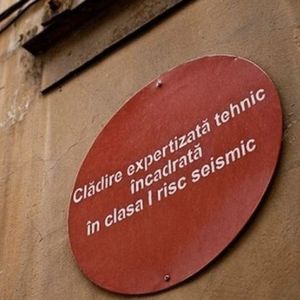 Clădire expertizată tehnic
încadrată
în clasa I risc seismic